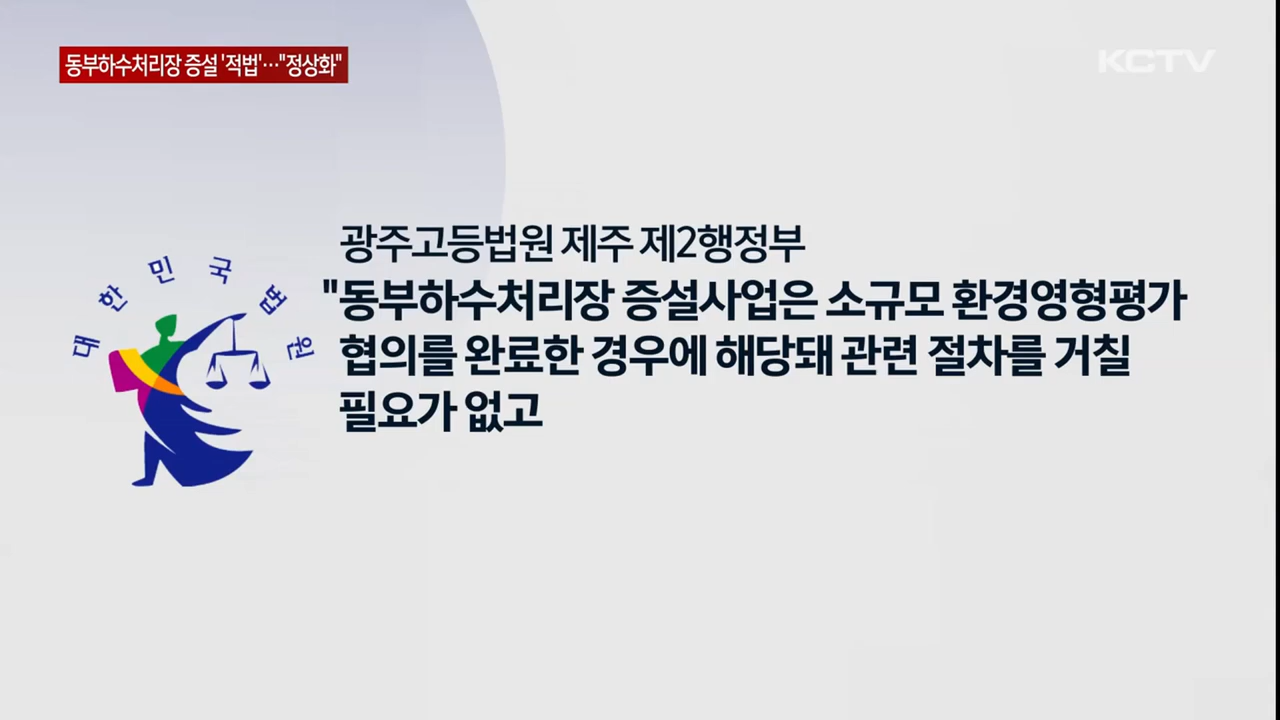 동부하수처리장 증설 '적법'…"정상화"
KCTV
대한민국법원
광주고등법원 제주 제2행정부
"동부하수처리장 증설사업은 소규모 환경영형평가
협의를 완료한 경우에 해당돼 관련 절차를 거칠
필요가 없고